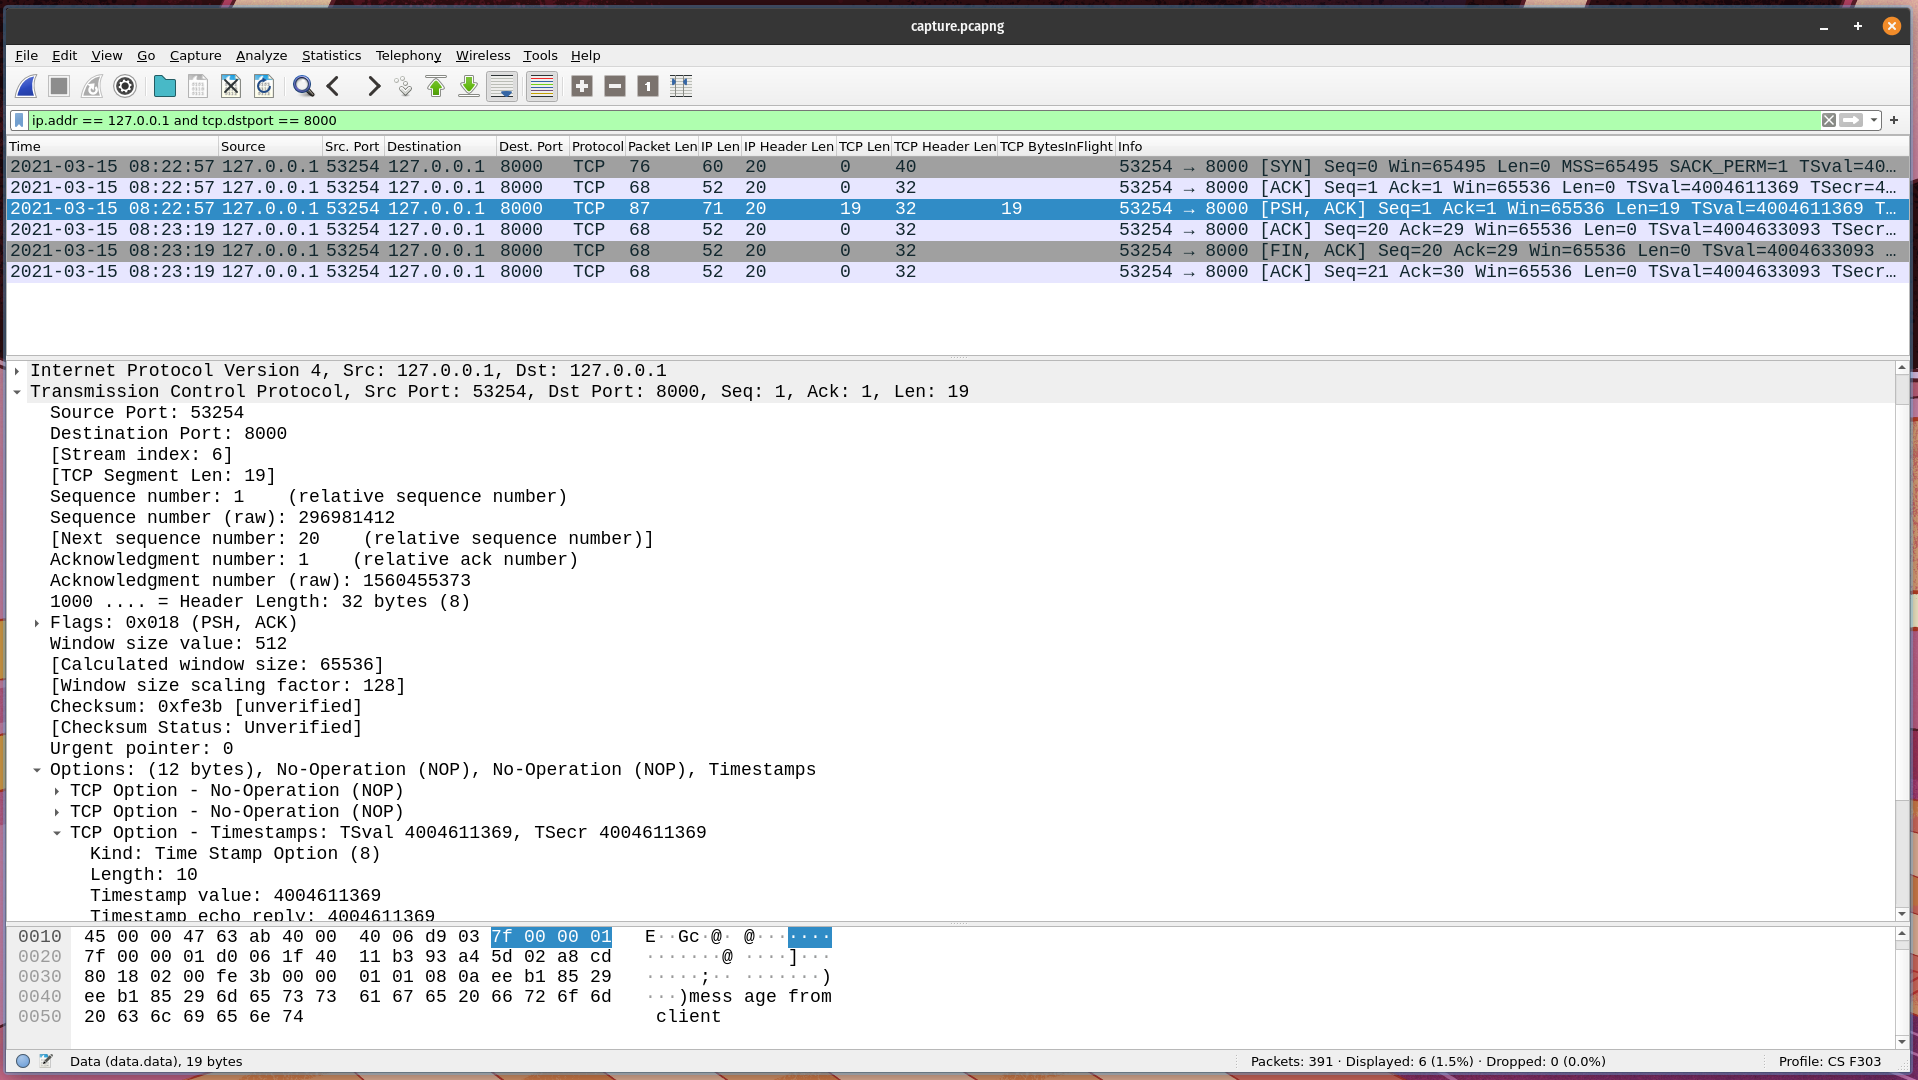 capture.pcapng
File Edit View Go Capture Analyze Statistics Telephony Wireless Tools Help
ip.addr == 127.0.0.1 and tcp.dstport == 8000
Time Source Src. Port Destination Dest. Port Protocol Packet Len IP Len IP Header Len TCP Len TCP Header Len TCP BytesInFlight Info
2021-03-15 08:22:57 127.0.0.1 53254 127.0.0.1 8000 TCP 76 60 20 0 40 53254 → 8000 [SYN] Seq=0 Win=65495 Len=0 MSS=65495 SACK_PERM=1 TSval=40…
2021-03-15 08:22:57 127.0.0.1 53254 127.0.0.1 8000 TCP 68 52 20 0 32 53254 → 8000 [ACK] Seq=1 Ack=1 Win=65536 Len=0 TSval=4004611369 TSecr=4…
2021-03-15 08:22:57 127.0.0.1 53254 127.0.0.1 8000 TCP 87 71 20 19 32 19 53254 → 8000 [PSH, ACK] Seq=1 Ack=1 Win=65536 Len=19 TSval=4004611369 T…
2021-03-15 08:23:19 127.0.0.1 53254 127.0.0.1 8000 TCP 68 52 20 0 32 53254 → 8000 [ACK] Seq=20 Ack=29 Win=65536 Len=0 TSval=4004633093 TSecr…
2021-03-15 08:23:19 127.0.0.1 53254 127.0.0.1 8000 TCP 68 52 20 0 32 53254 → 8000 [FIN, ACK] Seq=20 Ack=29 Win=65536 Len=0 TSval=4004633093 …
2021-03-15 08:23:19 127.0.0.1 53254 127.0.0.1 8000 TCP 68 52 20 0 32 53254 → 8000 [ACK] Seq=21 Ack=30 Win=65536 Len=0 TSval=4004633093 TSecr…
Internet Protocol Version 4, Src: 127.0.0.1, Dst: 127.0.0.1
Transmission Control Protocol, Src Port: 53254, Dst Port: 8000, Seq: 1, Ack: 1, Len: 19
Source Port: 53254
Destination Port: 8000
[Stream index: 6]
[TCP Segment Len: 19]
Sequence number: 1    (relative sequence number)
Sequence number (raw): 296981412
[Next sequence number: 20    (relative sequence number)]
Acknowledgment number: 1    (relative ack number)
Acknowledgment number (raw): 1560455373
1000 .... = Header Length: 32 bytes (8)
Flags: 0x018 (PSH, ACK)
Window size value: 512
[Calculated window size: 65536]
[Window size scaling factor: 128]
Checksum: 0xfe3b [unverified]
[Checksum Status: Unverified]
Urgent pointer: 0
Options: (12 bytes), No-Operation (NOP), No-Operation (NOP), Timestamps
TCP Option - No-Operation (NOP)
TCP Option - No-Operation (NOP)
TCP Option - Timestamps: TSval 4004611369, TSecr 4004611369
Kind: Time Stamp Option (8)
Length: 10
Timestamp value: 4004611369
Timestamp echo reply: 4004611369
0010 45 00 00 47 63 ab 40 00 40 06 d9 03 7f 00 00 01 E··Gc·@· @·······
0020 7f 00 00 01 d0 06 1f 40 11 b3 93 a4 5d 02 a8 cd ·······@ ····]···
0030 80 18 02 00 fe 3b 00 00 01 01 08 0a ee b1 85 29 ·····;·· ·······)
0040 ee b1 85 29 6d 65 73 73 61 67 65 20 66 72 6f 6d ···)mess age from
0050 20 63 6c 69 65 6e 74 client
Data (data.data), 19 bytes Packets: 391 · Displayed: 6 (1.5%) · Dropped: 0 (0.0%) Profile: CS F303